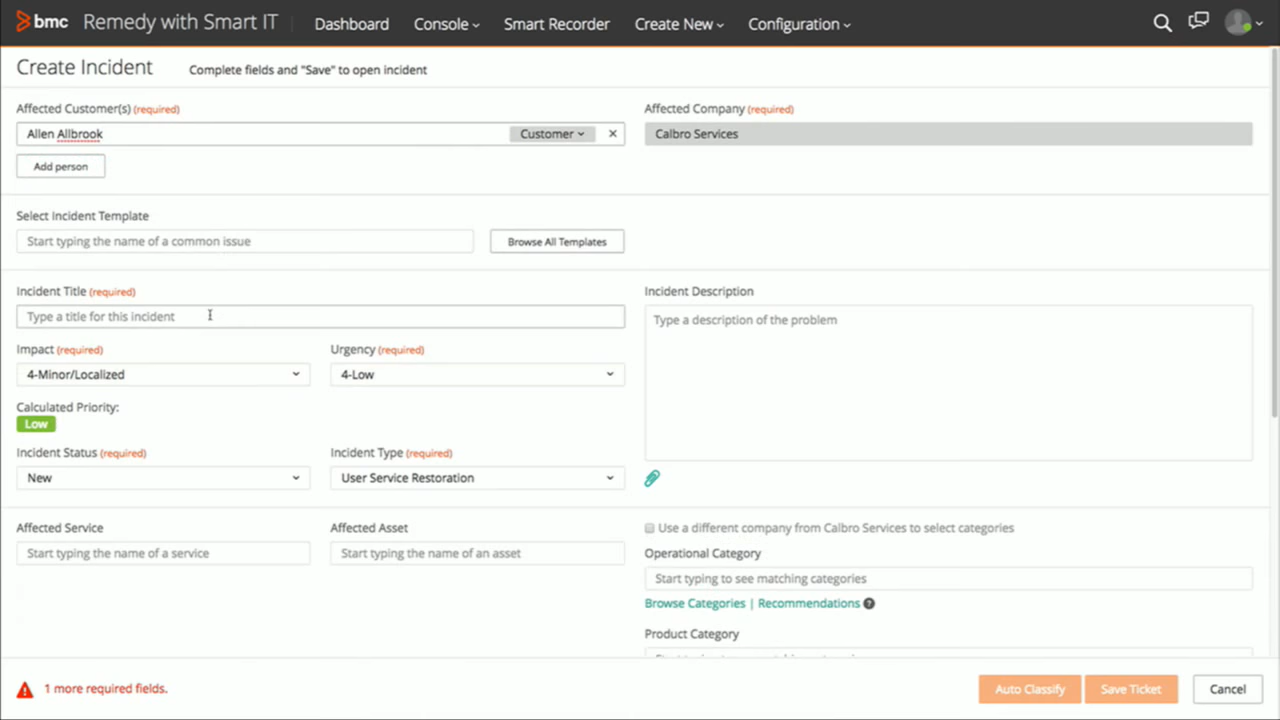 bmc Remedy with Smart IT Dashboard Console Smart Recorder Create New Configuration
Create Incident Complete fields and "Save" to open incident
Affected Customer(s) (required)
Allen Allbrook Customer
Add person
Affected Company (required)
Calbro Services
Select Incident Template
Start typing the name of a common issue Browse All Templates
Incident Title (required)
Type a title for this incident
Impact (required) Urgency (required)
4-Minor/Localized 4-Low
Calculated Priority:
Low
Incident Status (required) Incident Type (required)
New User Service Restoration
Incident Description
Type a description of the problem
Affected Service Affected Asset
Start typing the name of a service Start typing the name of an asset
Use a different company from Calbro Services to select categories
Operational Category
Start typing to see matching categories
Browse Categories | Recommendations ?
Product Category
1 more required fields.
Auto Classify Save Ticket Cancel